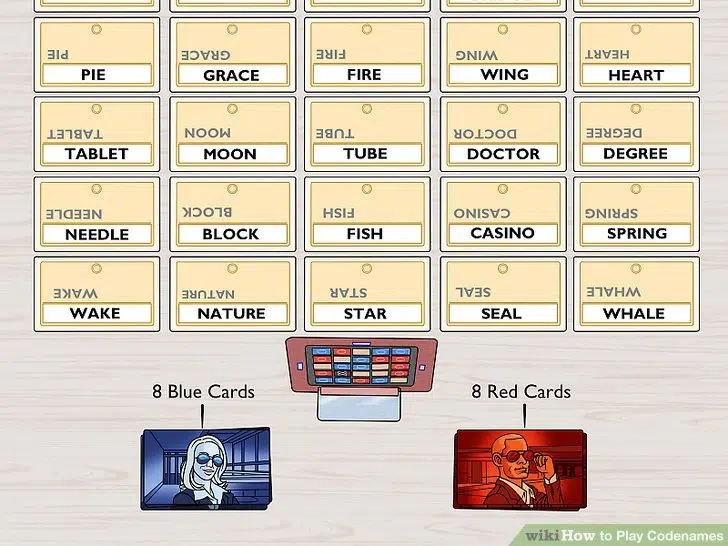 PIE GRACE FIRE WING HEART
PIE GRACE FIRE WING HEART
TABLET MOON TUBE DOCTOR DEGREE
TABLET MOON TUBE DOCTOR DEGREE
NEEDLE BLOCK FISH CASINO SPRING
NEEDLE BLOCK FISH CASINO SPRING
WAKE NATURE STAR SEAL WHALE
WAKE NATURE STAR SEAL WHALE
8 Blue Cards 8 Red Cards
wikiHow to Play Codenames